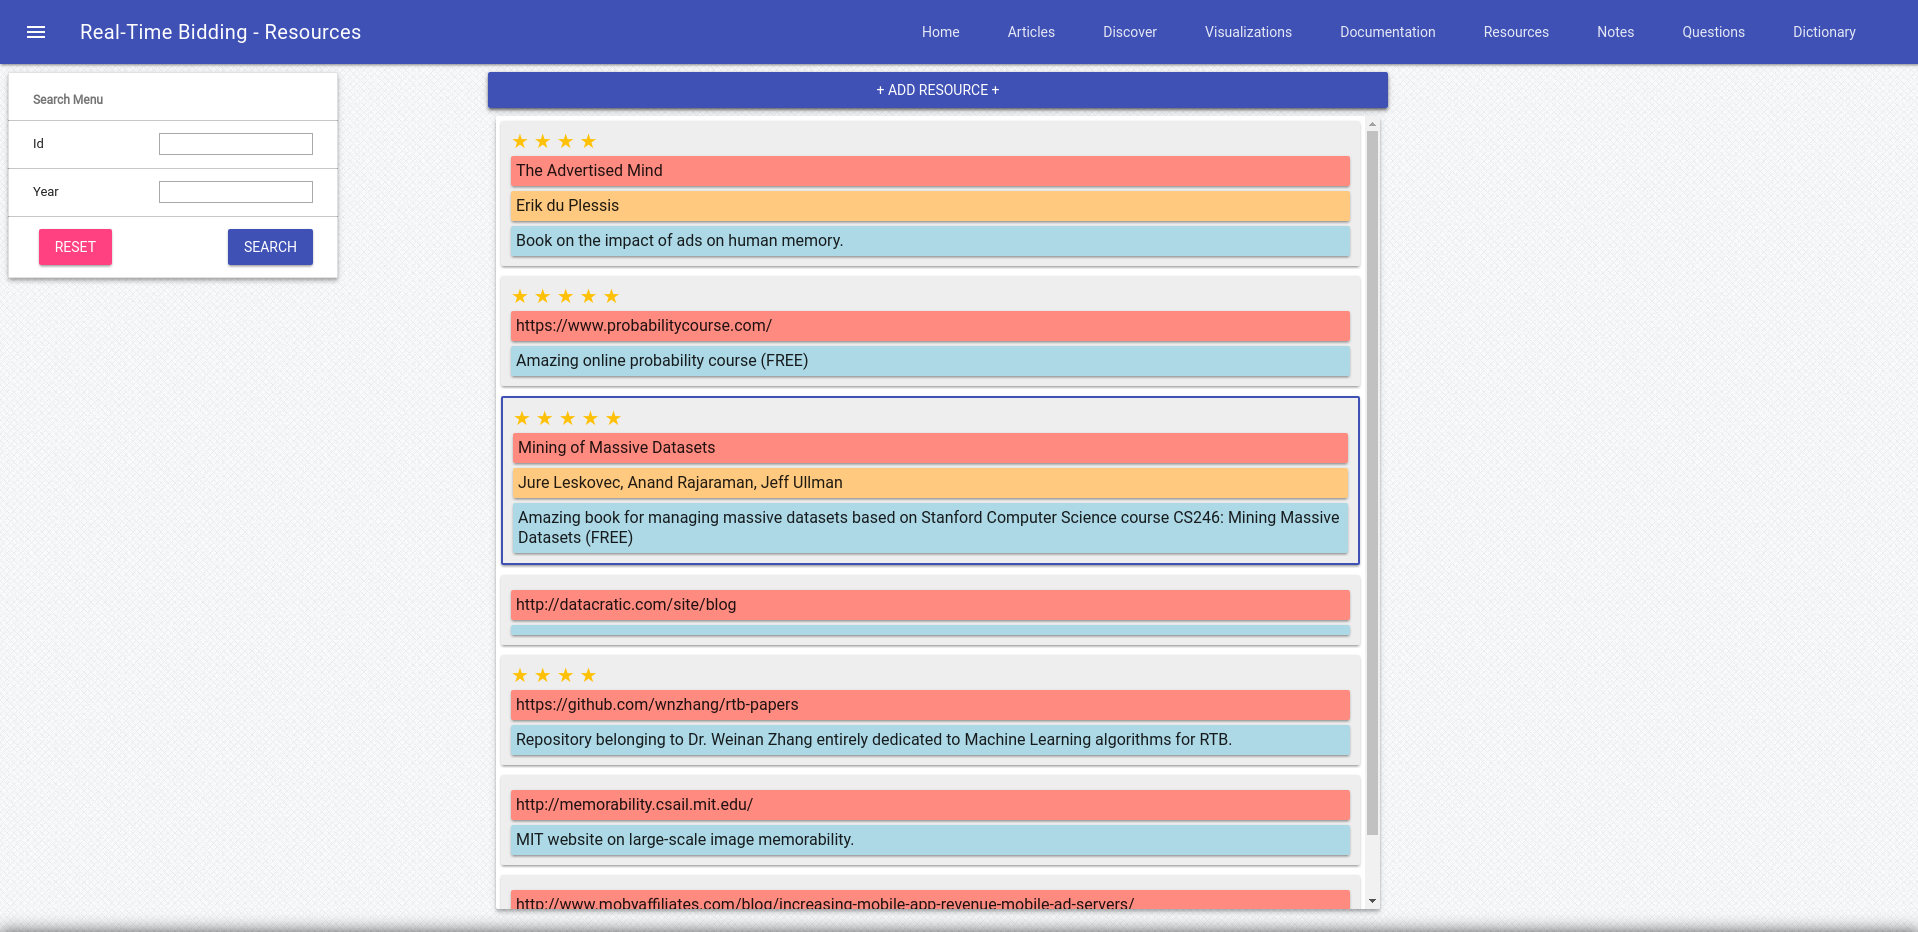 Real-Time Bidding - Resources
Home Articles Discover Visualizations Documentation Resources Notes Questions Dictionary
Search Menu
Id
Year
RESET SEARCH
+ ADD RESOURCE +
★ ★ ★ ★
The Advertised Mind
Erik du Plessis
Book on the impact of ads on human memory.
★ ★ ★ ★ ★
https://www.probabilitycourse.com/
Amazing online probability course (FREE)
★ ★ ★ ★ ★
Mining of Massive Datasets
Jure Leskovec, Anand Rajaraman, Jeff Ullman
Amazing book for managing massive datasets based on Stanford Computer Science course CS246: Mining Massive
Datasets (FREE)
http://datacratic.com/site/blog
★ ★ ★ ★
https://github.com/wnzhang/rtb-papers
Repository belonging to Dr. Weinan Zhang entirely dedicated to Machine Learning algorithms for RTB.
http://memorability.csail.mit.edu/
MIT website on large-scale image memorability.
http://www.mobyaffiliates.com/blog/increasing-mobile-app-revenue-mobile-ad-servers/